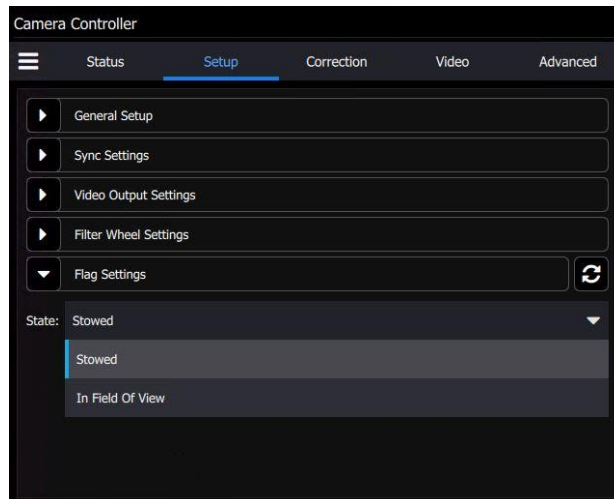 Camera Controller
Status Setup Correction Video Advanced
General Setup
Sync Settings
Video Output Settings
Filter Wheel Settings
Flag Settings
State: Stowed
Stowed
In Field Of View